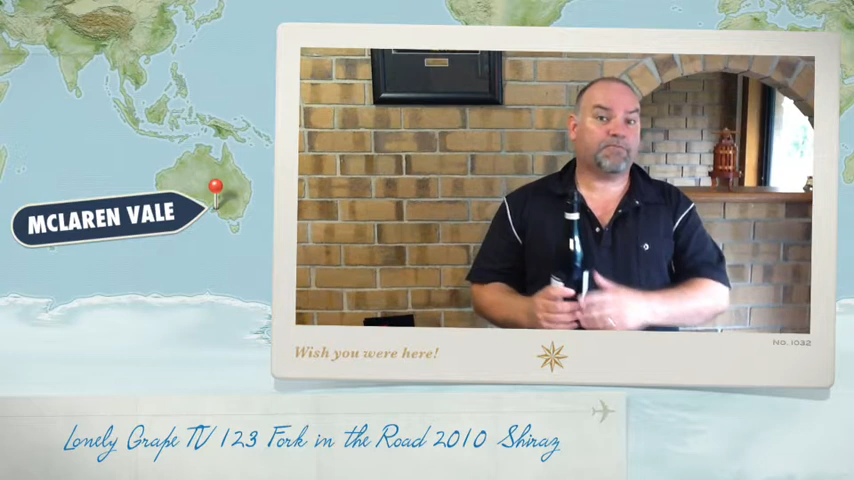 MCLAREN VALE
Wish you were here!
NO. 1032
Lonely Grape TV 123 Fork in the Road 2010 Shiraz